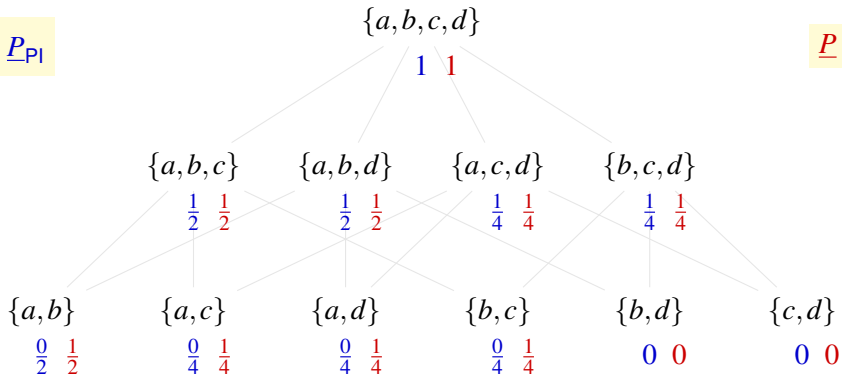 {a,b,c,d}
P_PI P
1 1
{a,b,c} {a,b,d} {a,c,d} {b,c,d}
1/2 1/2 1/2 1/2 1/4 1/4 1/4 1/4
{a,b} {a,c} {a,d} {b,c} {b,d} {c,d}
0/2 1/2 0/4 1/4 0/4 1/4 0/4 1/4 0 0 0 0